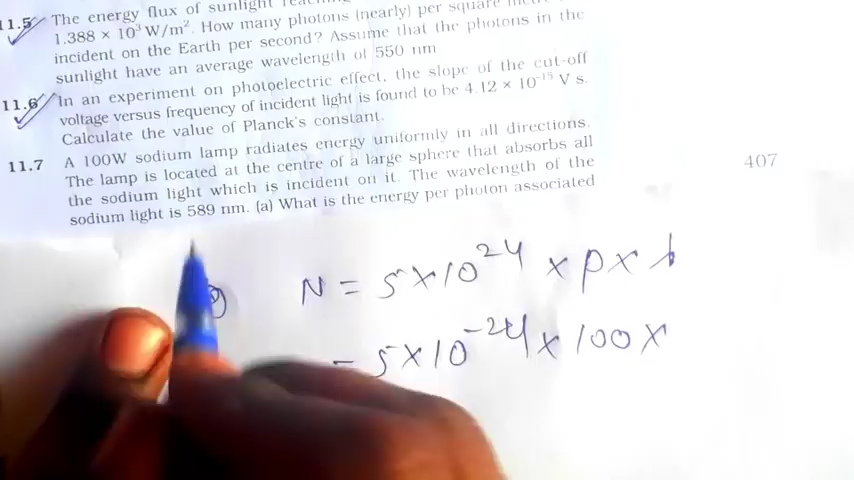 11.5 The energy flux of sunlight
1.388 × 10³ W/m². How many photons (nearly) per square
incident on the Earth per second? Assume that the photons in the
sunlight have an average wavelength of 550 nm
11.6 In an experiment on photoelectric effect, the slope of the cut-off
voltage versus frequency of incident light is found to be 4.12 × 10⁻¹⁵ V s.
Calculate the value of Planck's constant.
11.7 A 100W sodium lamp radiates energy uniformly in all directions.
The lamp is located at the centre of a large sphere that absorbs all
the sodium light which is incident on it. The wavelength of the
sodium light is 589 nm. (a) What is the energy per photon associated
407
N = 5×10²⁴ × p ×
= 5×10⁻²⁴ × 100 ×